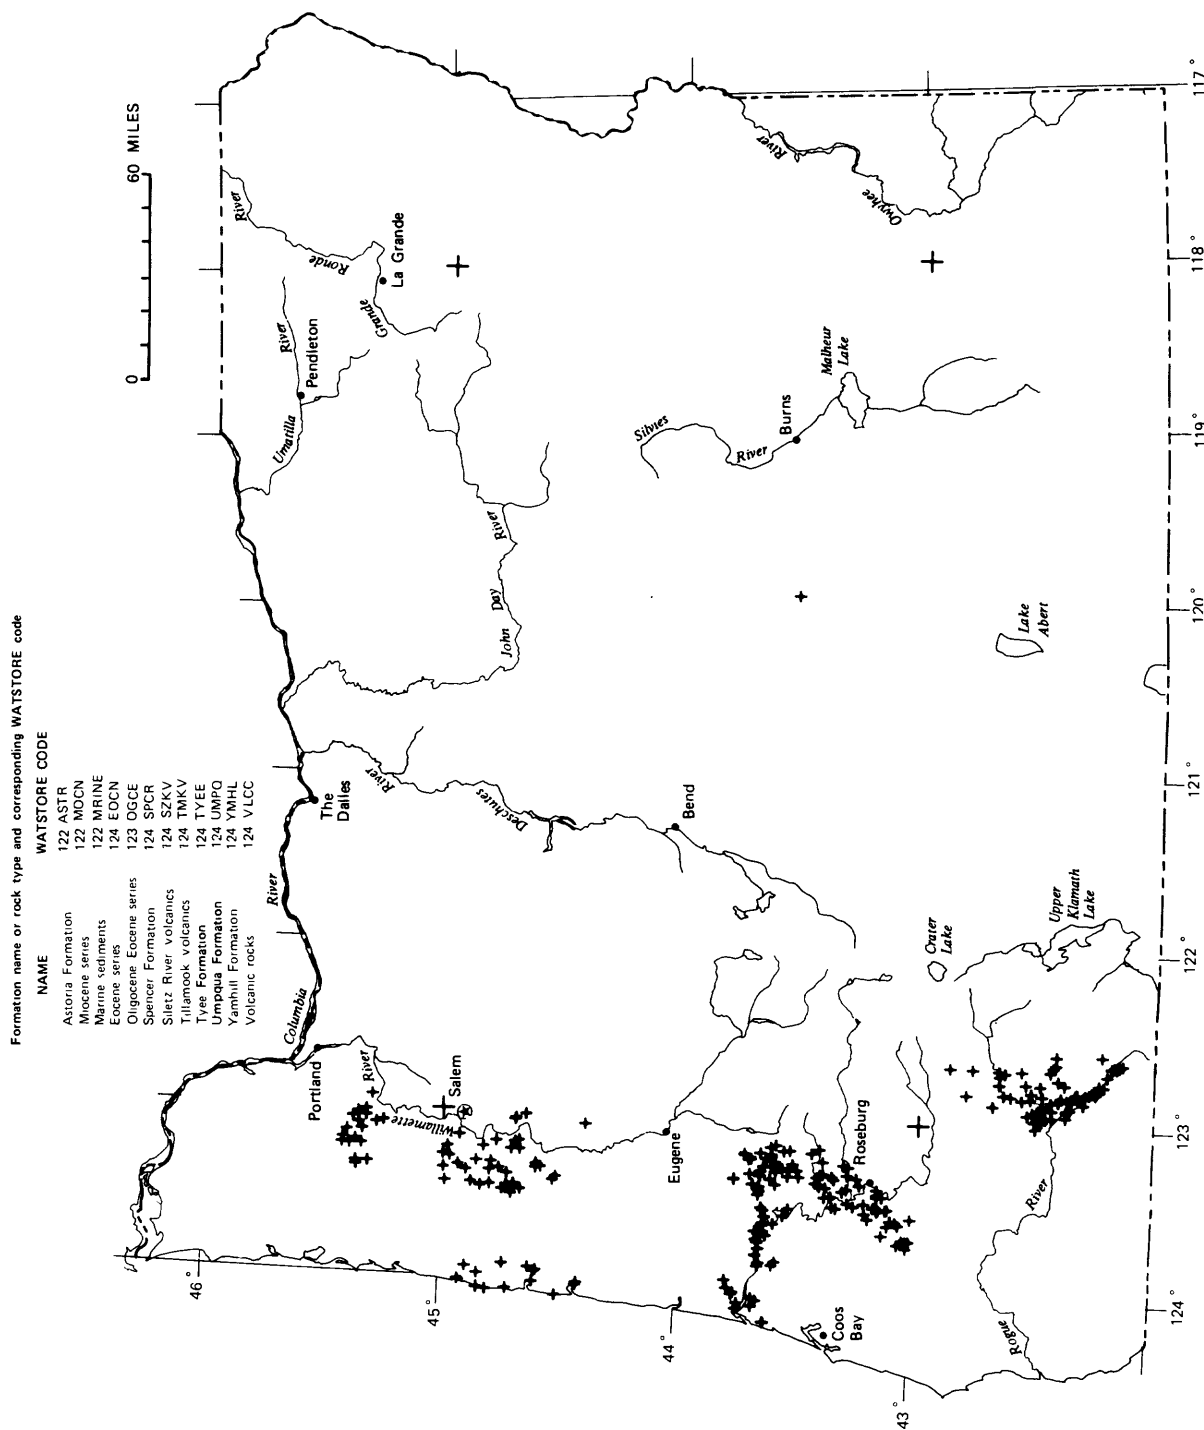 Formation name or rock type and corresponding WATSTORE code
NAME WATSTORE CODE
Astoria Formation 122 ASTR
Miocene series 122 MOCN
Marine sediments 122 MRINE
Eocene series 124 EOCN
Oligocene Eocene series 123 OGCE
Spencer Formation 124 SPCR
Siletz River volcanics 124 SZKV
Tillamook volcanics 124 TMKV
Tyee Formation 124 TYEE
Umpqua Formation 124 UMPQ
Yamhill Formation 124 YMHL
Volcanic rocks 124 VLCC
0 60 MILES
46°
45°
44°
43°
124°
123°
122°
121°
120°
119°
118°
117°
Columbia
River
Portland
River
Willamette
Salem
Eugene
Roseburg
Coos
Bay
Rogue
River
The
Dalles
River
Deschutes
Bend
Crater
Lake
Upper
Klamath
Lake
John
Day
River
Lake
Abert
Umatilla
River
Pendleton
Grande
Ronde
River
La Grande
Silvies
River
Burns
Malheur
Lake
Owyhee
River